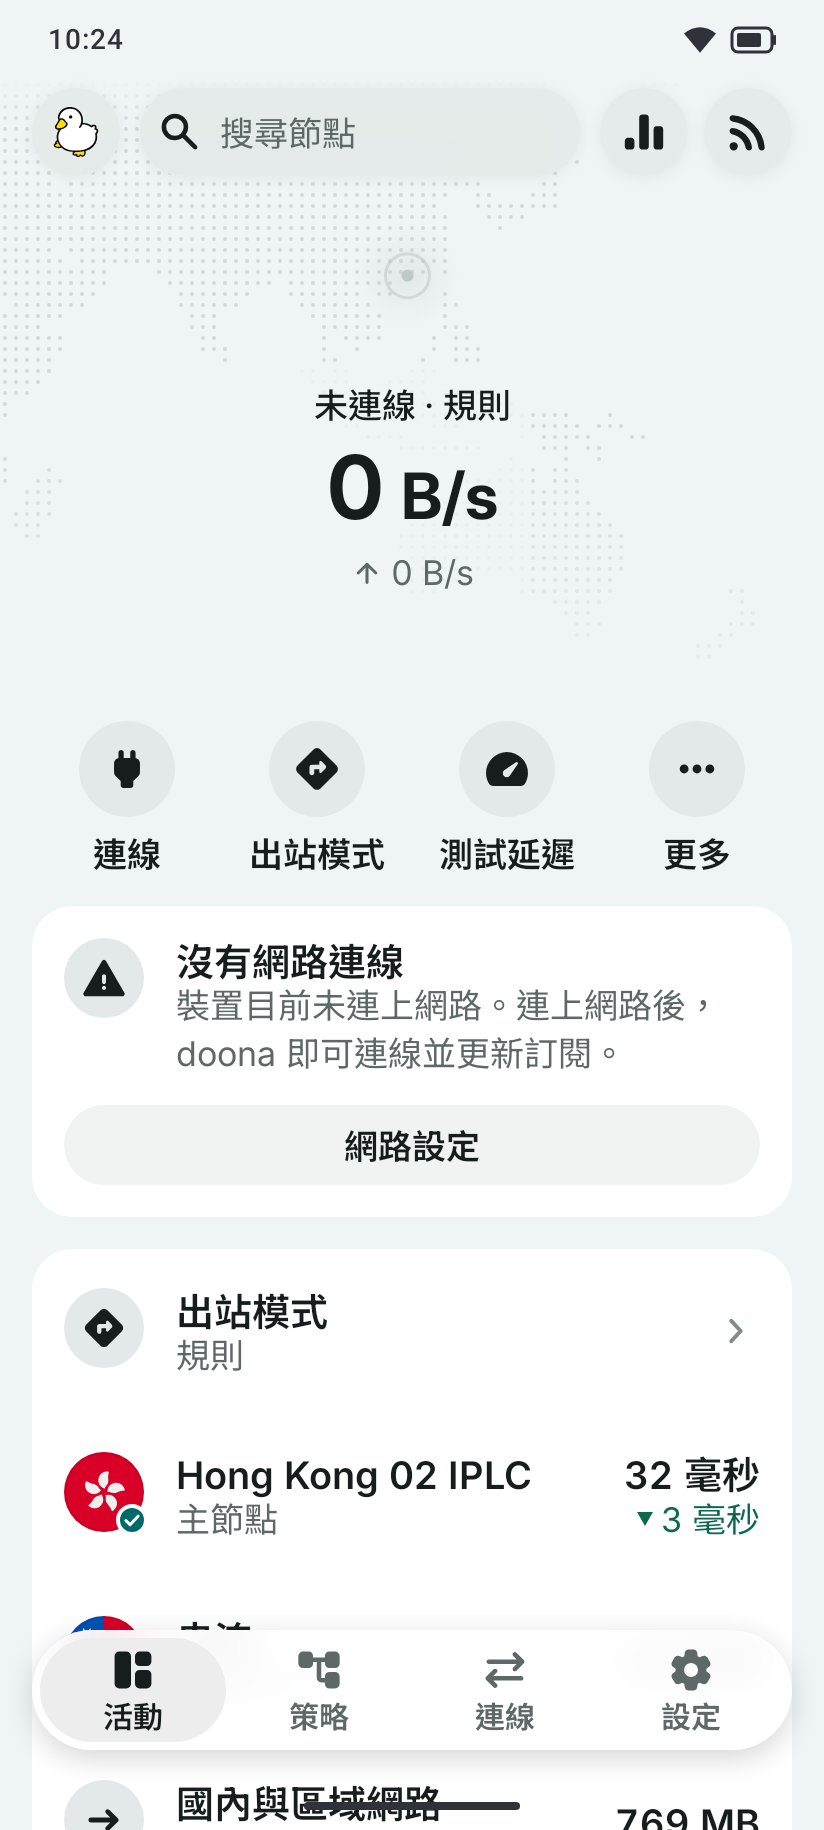 10:24
搜尋節點
未連線 · 規則
0 B/s
↑ 0 B/s
連線
出站模式
測試延遲
更多
沒有網路連線
裝置目前未連上網路。連上網路後，
doona 即可連線並更新訂閱。
網路設定
出站模式
規則
Hong Kong 02 IPLC
32 毫秒
主節點
▼3 毫秒
活動
策略
連線
設定
國內與區域網路
769 MB